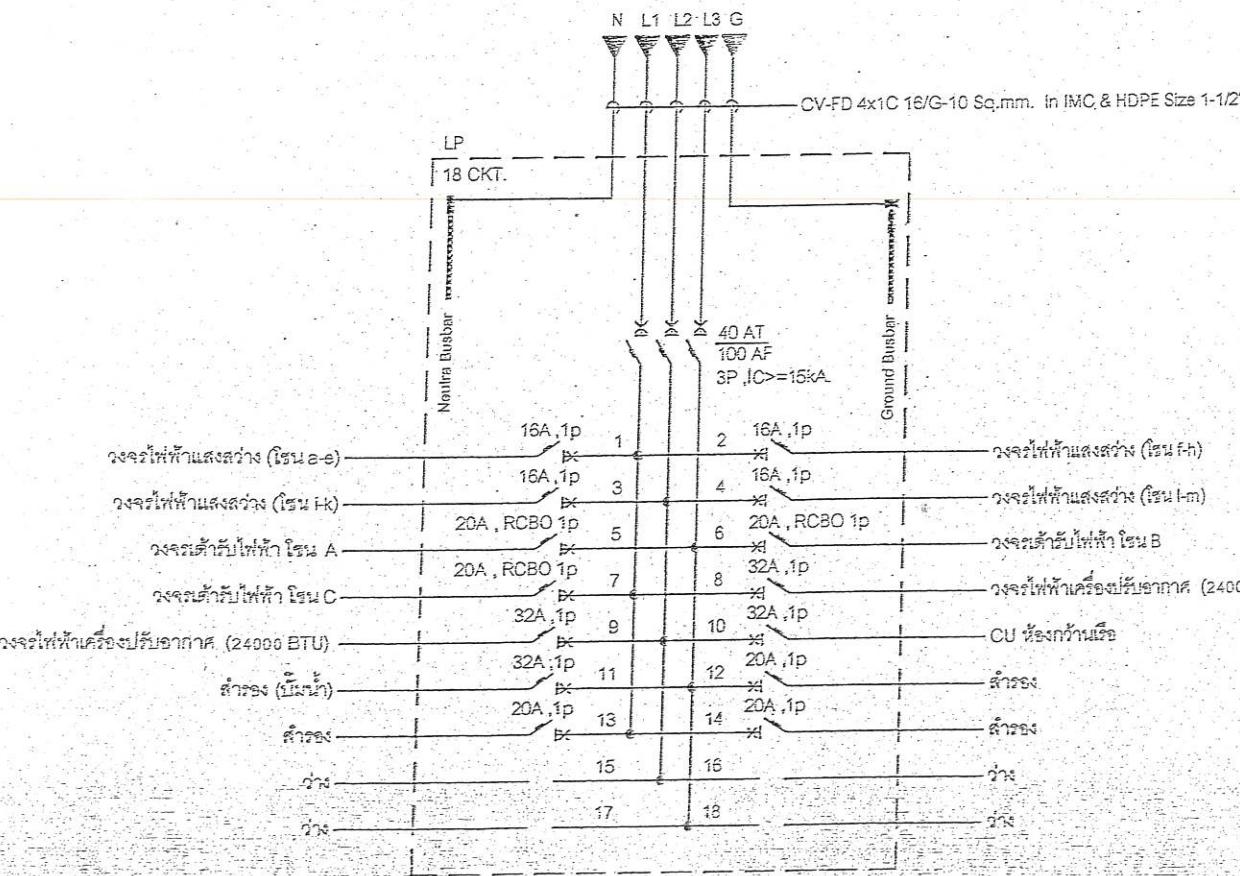 N L1 L2 L3 G
CV-FD 4x1C 16/G-10 Sq.mm. In IMC & HDPE Size 1-1/2"
LP
18 CKT.
Neutra Busbar
Ground Busbar
40 AT
100 AF
3P ,IC>=15kA
วงจรไฟฟ้าแสงสว่าง (โซน a-e) 16A ,1p 1 2 16A ,1p วงจรไฟฟ้าแสงสว่าง (โซน f-h)
วงจรไฟฟ้าแสงสว่าง (โซน i-k) 16A ,1p 3 4 16A ,1p วงจรไฟฟ้าแสงสว่าง (โซน l-m)
วงจรเต้ารับไฟฟ้า โซน A 20A , RCBO 1p 5 6 20A , RCBO 1p วงจรเต้ารับไฟฟ้า โซน B
วงจรเต้ารับไฟฟ้า โซน C 20A , RCBO 1p 7 8 32A ,1p วงจรไฟฟ้าเครื่องปรับอากาศ (2400
วงจรไฟฟ้าเครื่องปรับอากาศ (24000 BTU) 32A ,1p 9 10 32A ,1p CU ห้องกว้านเรือ
สำรอง (ปั๊มน้ำ) 32A ,1p 11 12 20A ,1p สำรอง
สำรอง 20A ,1p 13 14 20A ,1p สำรอง
ว่าง 15 16 ว่าง
ว่าง 17 18 ว่าง